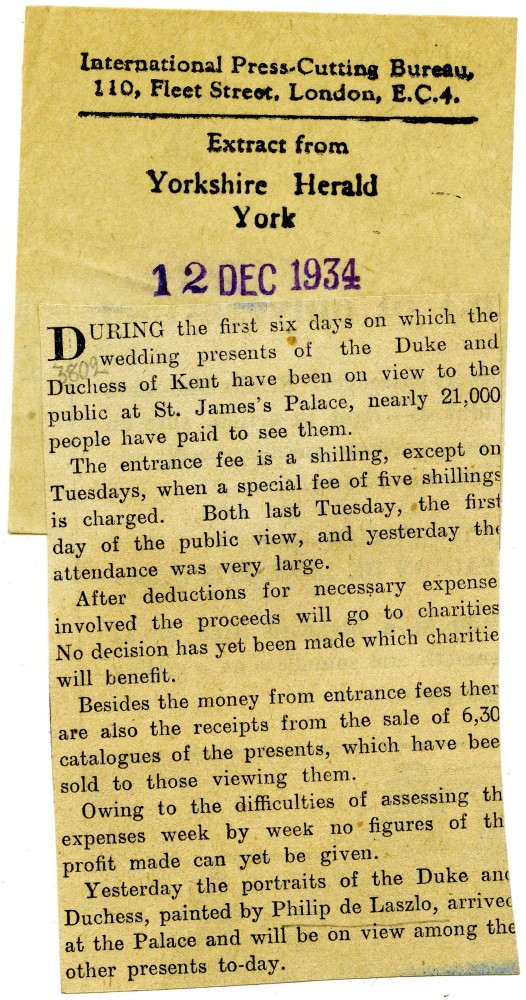 International Press-Cutting Bureau,
110, Fleet Street, London, E.C.4.
Extract from
Yorkshire Herald
York
12 DEC 1934
DURING the first six days on which the
wedding presents of the Duke and
3802
Duchess of Kent have been on view to the
public at St. James's Palace, nearly 21,000
people have paid to see them.
The entrance fee is a shilling, except on
Tuesdays, when a special fee of five shillings
is charged. Both last Tuesday, the first
day of the public view, and yesterday the
attendance was very large.
After deductions for necessary expense
involved the proceeds will go to charities
No decision has yet been made which charitie
will benefit.
Besides the money from entrance fees ther
are also the receipts from the sale of 6,30
catalogues of the presents, which have bee
sold to those viewing them.
Owing to the difficulties of assessing th
expenses week by week no figures of th
profit made can yet be given.
Yesterday the portraits of the Duke and
Duchess, painted by Philip de Laszlo, arrived
at the Palace and will be on view among the
other presents to-day.